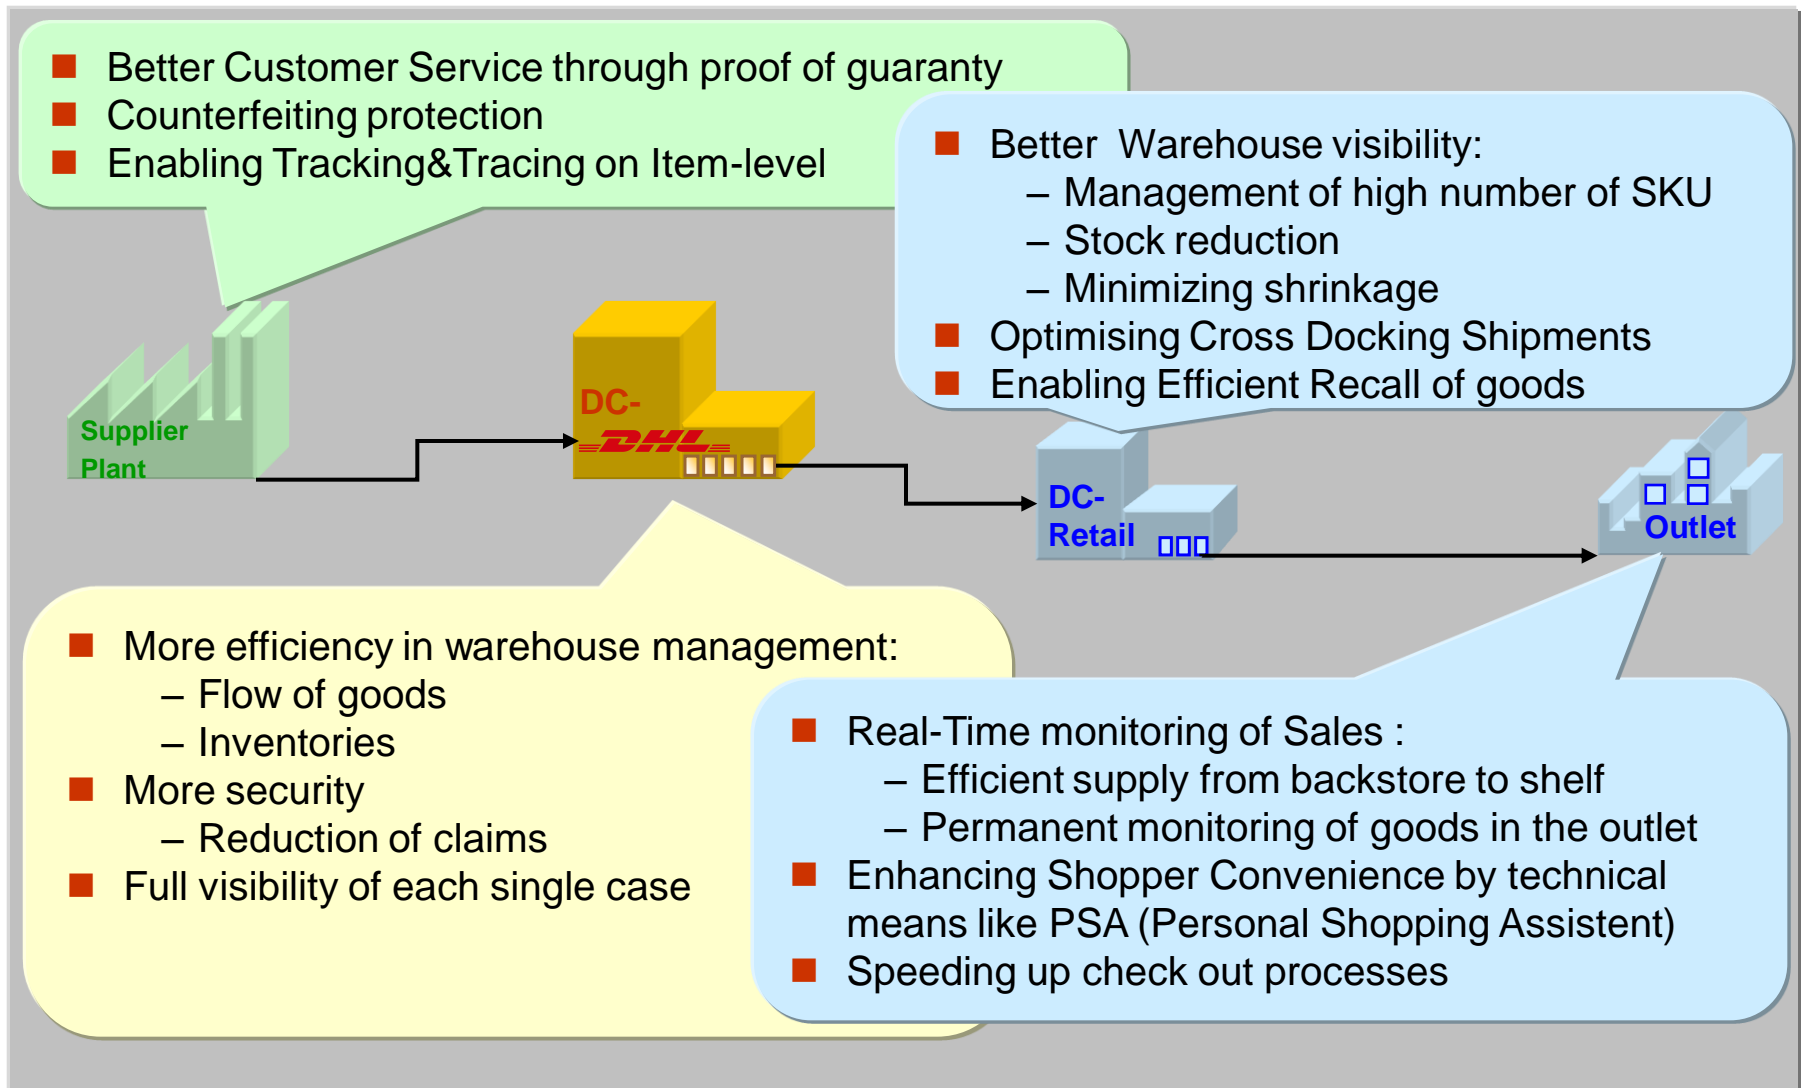 Better Customer Service through proof of guaranty
Counterfeiting protection
Enabling Tracking&Tracing on Item-level
Better Warehouse visibility:
– Management of high number of SKU
– Stock reduction
– Minimizing shrinkage
Optimising Cross Docking Shipments
Enabling Efficient Recall of goods
Supplier
Plant
DC-
DHL
DC-
Retail
Outlet
More efficiency in warehouse management:
– Flow of goods
– Inventories
More security
– Reduction of claims
Full visibility of each single case
Real-Time monitoring of Sales :
– Efficient supply from backstore to shelf
– Permanent monitoring of goods in the outlet
Enhancing Shopper Convenience by technical
means like PSA (Personal Shopping Assistent)
Speeding up check out processes